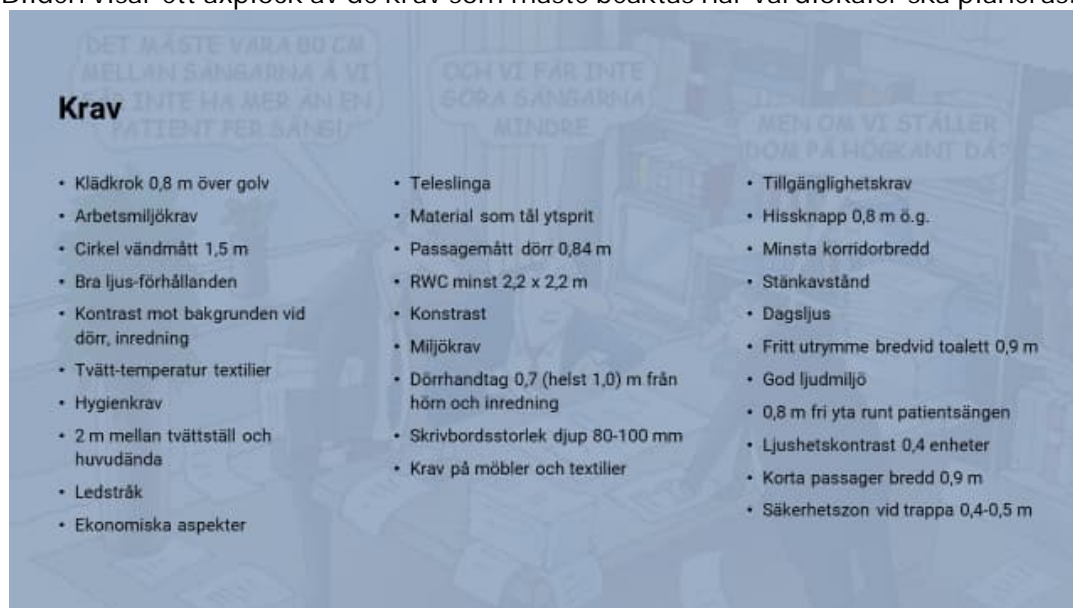 Bilden visar ett axplock av de krav som måste beaktas när vårdlokaler ska planeras.
DET MÅSTE VARA 80 CM
MELLAN SÄNGARNA Å VI
FÅR INTE HA MER ÄN EN
PATIENT PER SÄNG!
OCH VI FÅR INTE
GÖRA SÄNGARNA
MINDRE
MEN OM VI STÄLLER
DOM PÅ HÖGKANT DÅ?
Krav
• Klädkrok 0,8 m över golv
• Arbetsmiljökrav
• Cirkel vändmått 1,5 m
• Bra ljus-förhållanden
• Kontrast mot bakgrunden vid
dörr, inredning
• Tvätt-temperatur textilier
• Hygienkrav
• 2 m mellan tvättställ och
huvudända
• Ledstråk
• Ekonomiska aspekter
• Teleslinga
• Material som tål ytsprit
• Passagemått dörr 0,84 m
• RWC minst 2,2 x 2,2 m
• Konstrast
• Miljökrav
• Dörrhandtag 0,7 (helst 1,0) m från
hörn och inredning
• Skrivbordsstorlek djup 80-100 mm
• Krav på möbler och textilier
• Tillgänglighetskrav
• Hissknapp 0,8 m ö.g.
• Minsta korridorbredd
• Stänkavstånd
• Dagsljus
• Fritt utrymme bredvid toalett 0,9 m
• God ljudmiljö
• 0,8 m fri yta runt patientsängen
• Ljushetskontrast 0,4 enheter
• Korta passager bredd 0,9 m
• Säkerhetszon vid trappa 0,4-0,5 m